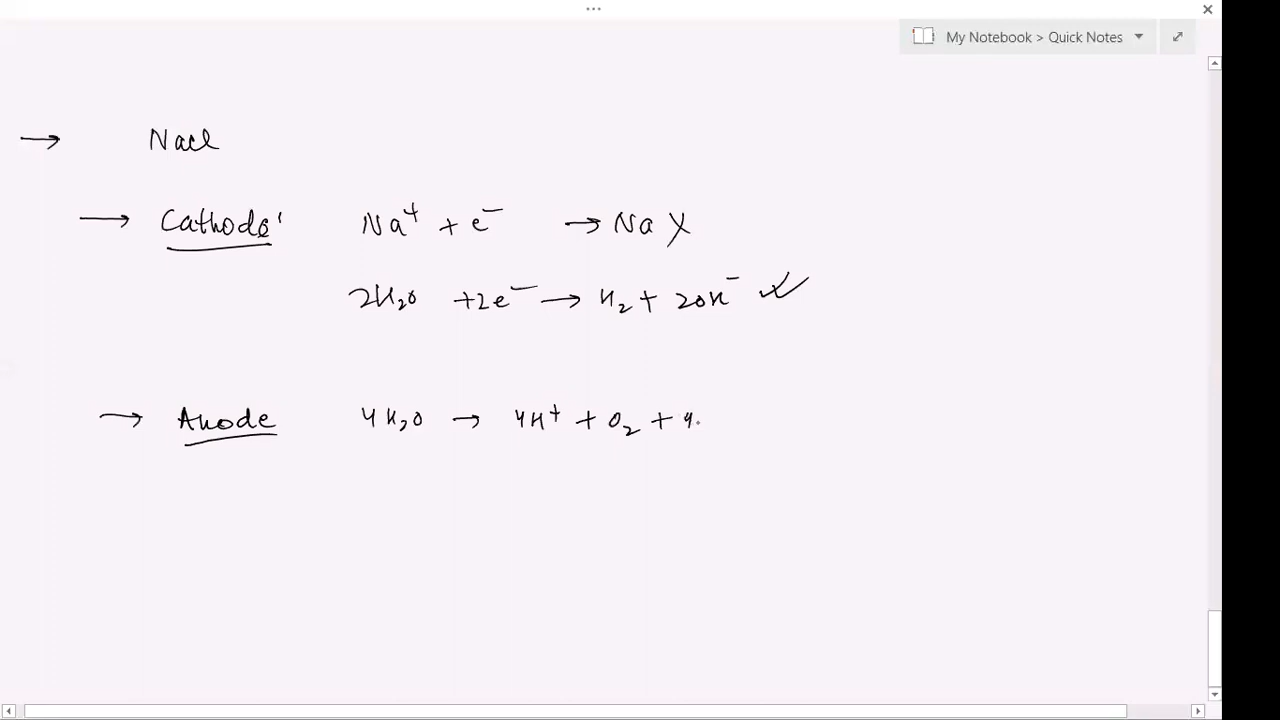 My Notebook > Quick Notes
→ NaCl
→ Cathode' Na⁺ + e⁻ → Na X
2H₂O + 2e⁻ → H₂ + 2OH⁻ ✓
→ Anode 4H₂O → 4H⁺ + O₂ + 4